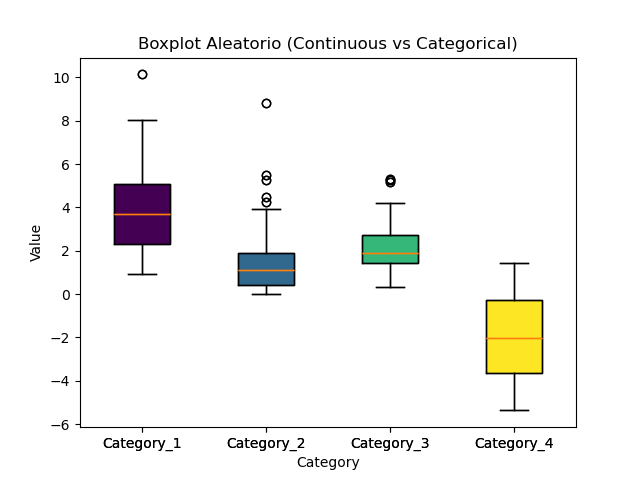 Boxplot Aleatorio (Continuous vs Categorical)
10
8
6
4
2
0
−2
−4
−6
Value
Category_1 Category_2 Category_3 Category_4
Category